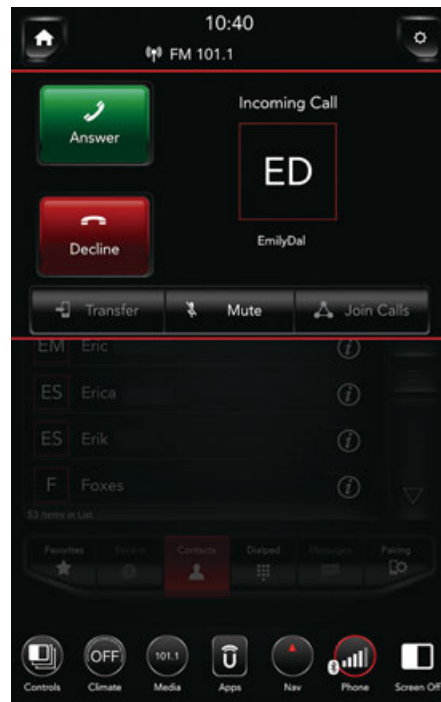 10:40
FM 101.1
Incoming Call
Answer
ED
Decline
EmilyDal
Transfer Mute Join Calls
EM Eric
ES Erica
ES Erik
F Foxes
53 Items in List
Favorites Recent Contacts Dialpad Messages Pairing
OFF 101.1
Controls Climate Media Apps Nav Phone Screen Off